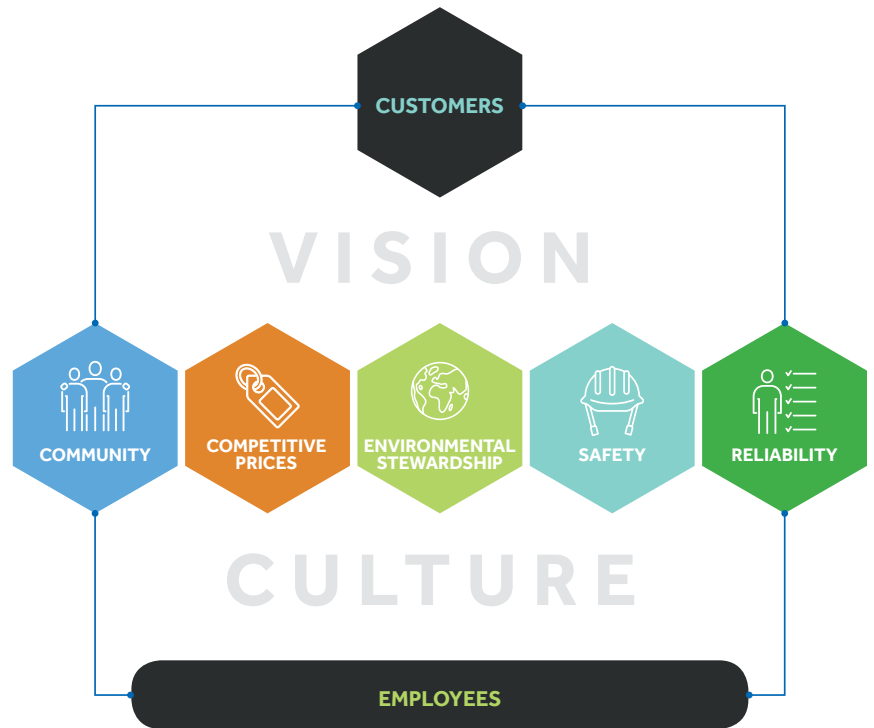 CUSTOMERS
VISION
COMMUNITY
COMPETITIVE
PRICES
ENVIRONMENTAL
STEWARDSHIP
SAFETY
RELIABILITY
CULTURE
EMPLOYEES